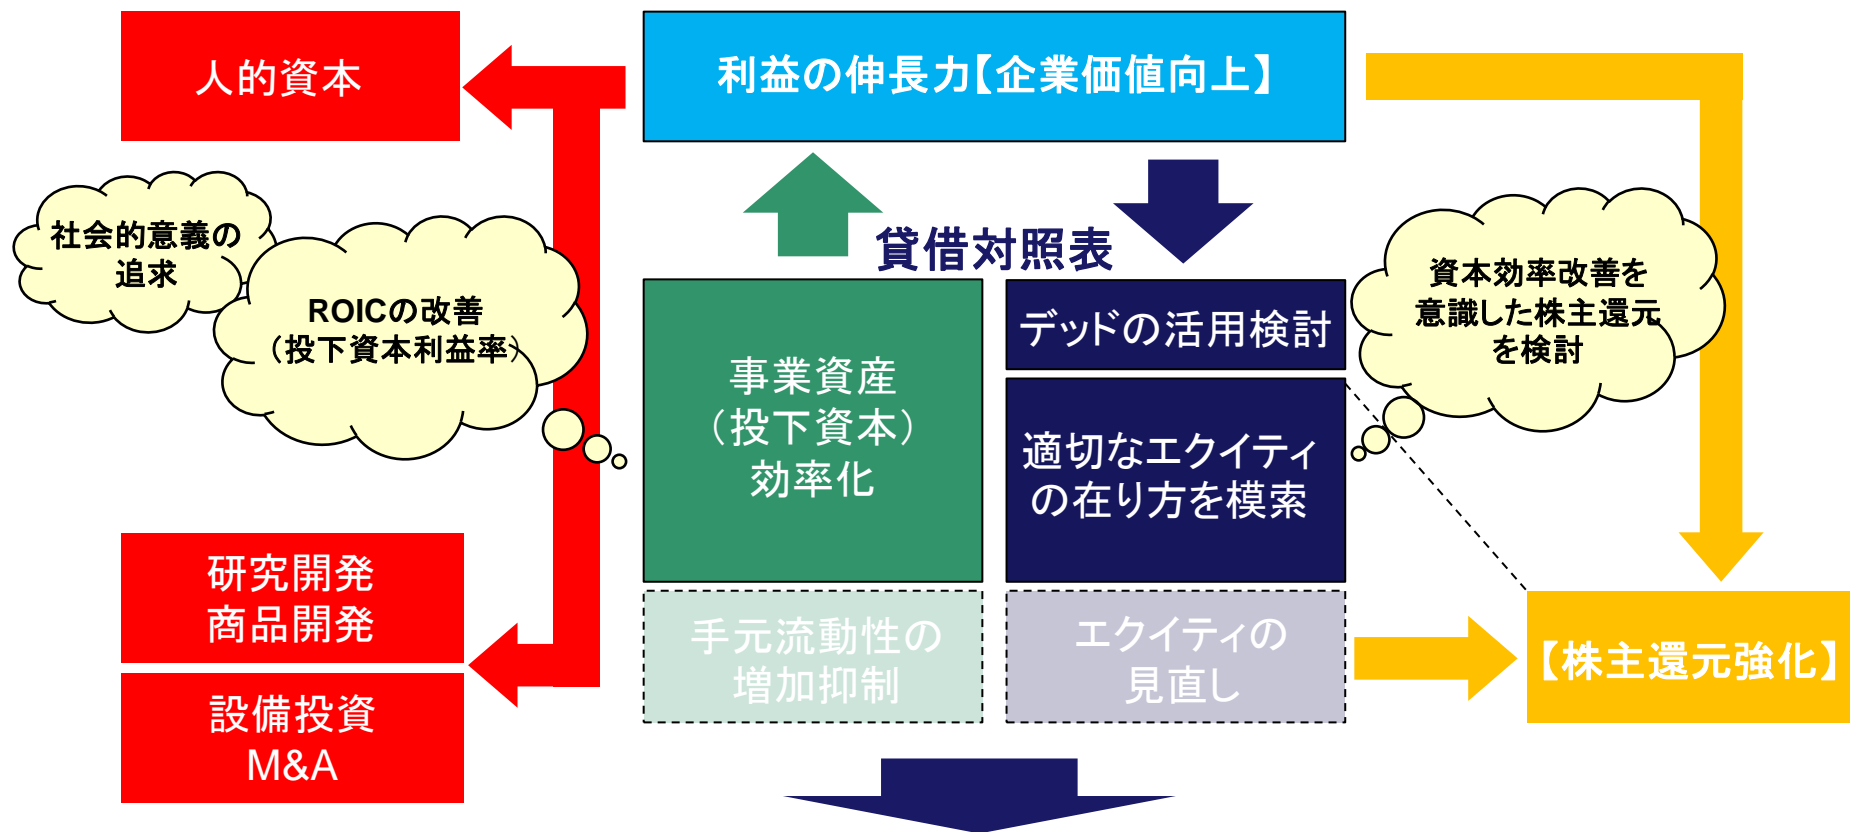 人的資本
利益の伸長力【企業価値向上】
社会的意義の
追求
ROICの改善
（投下資本利益率）
貸借対照表
資本効率改善を
意識した株主還元
を検討
事業資産
（投下資本）
効率化
デッドの活用検討
適切なエクイティ
の在り方を模索
研究開発
商品開発
設備投資
M&A
手元流動性の
増加抑制
エクイティの
見直し
【株主還元強化】